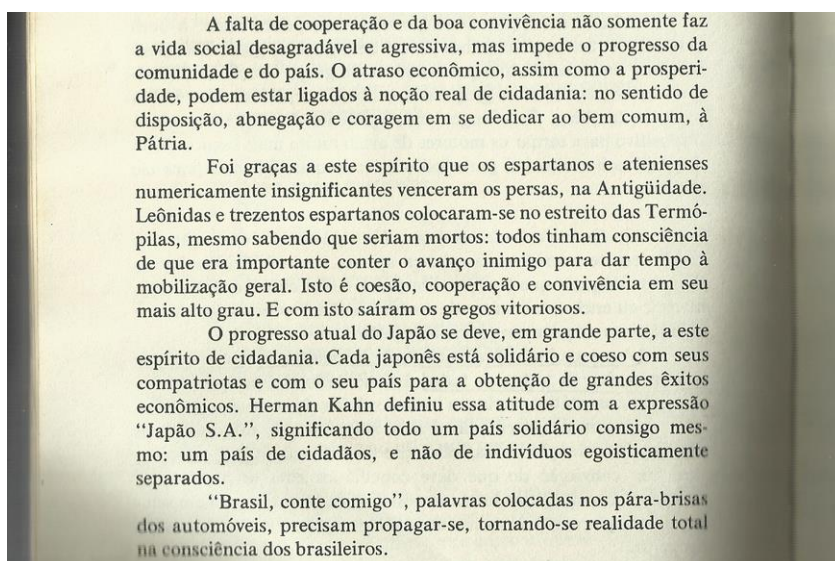 A falta de cooperação e da boa convivência não somente faz
a vida social desagradável e agressiva, mas impede o progresso da
comunidade e do país. O atraso econômico, assim como a prosperi-
dade, podem estar ligados à noção real de cidadania: no sentido de
disposição, abnegação e coragem em se dedicar ao bem comum, à
Pátria.
Foi graças a este espírito que os espartanos e atenienses
numericamente insignificantes venceram os persas, na Antigüidade.
Leônidas e trezentos espartanos colocaram-se no estreito das Termó-
pilas, mesmo sabendo que seriam mortos: todos tinham consciência
de que era importante conter o avanço inimigo para dar tempo à
mobilização geral. Isto é coesão, cooperação e convivência em seu
mais alto grau. E com isto saíram os gregos vitoriosos.
O progresso atual do Japão se deve, em grande parte, a este
espírito de cidadania. Cada japonês está solidário e coeso com seus
compatriotas e com o seu país para a obtenção de grandes êxitos
econômicos. Herman Kahn definiu essa atitude com a expressão
"Japão S.A.", significando todo um país solidário consigo mes-
mo: um país de cidadãos, e não de indivíduos egoisticamente
separados.
"Brasil, conte comigo", palavras colocadas nos pára-brisas
dos automóveis, precisam propagar-se, tornando-se realidade total
na consciência dos brasileiros.